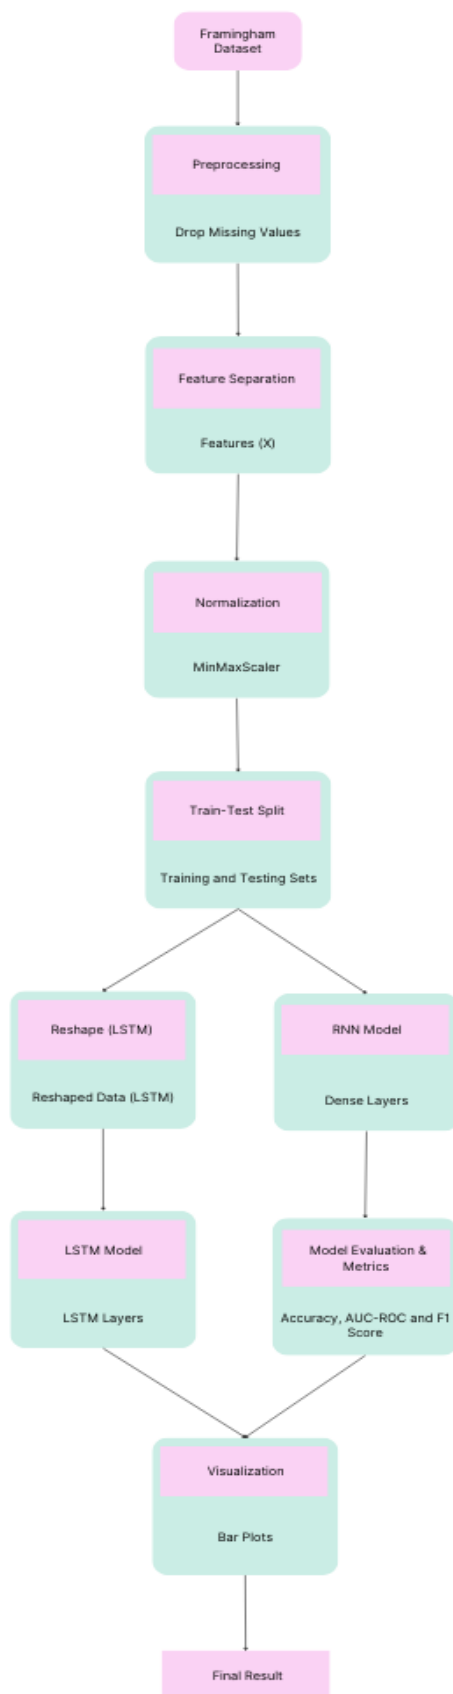 Framingham
Dataset
Preprocessing
Drop Missing Values
Feature Separation
Features (X)
Normalization
MinMaxScaler
Train-Test Split
Training and Testing Sets
Reshape (LSTM)
Reshaped Data (LSTM)
RNN Model
Dense Layers
LSTM Model
LSTM Layers
Model Evaluation &
Metrics
Accuracy, AUC-ROC and F1
Score
Visualization
Bar Plots
Final Result